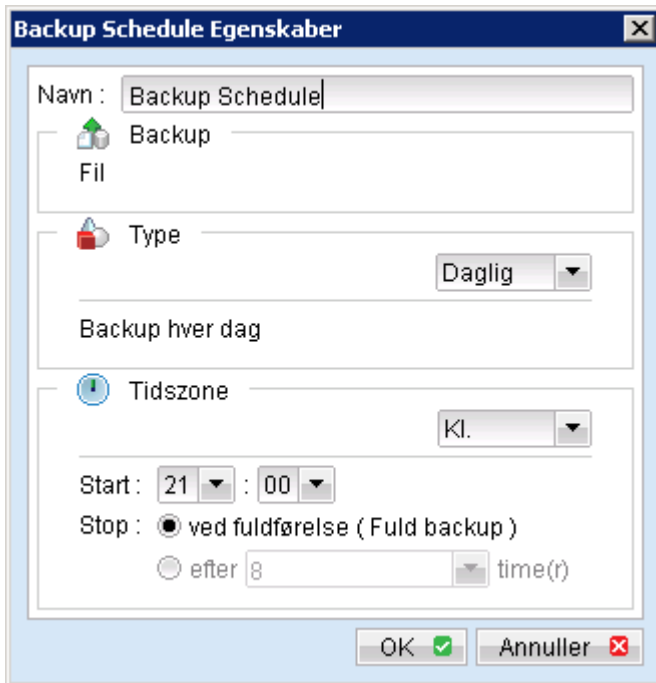 Backup Schedule Egenskaber
Navn : Backup Schedule
Backup
Fil
Type
Daglig
Backup hver dag
Tidszone
Kl.
Start : 21 : 00
Stop : ved fuldførelse ( Fuld backup )
efter 8 time(r)
OK Annuller